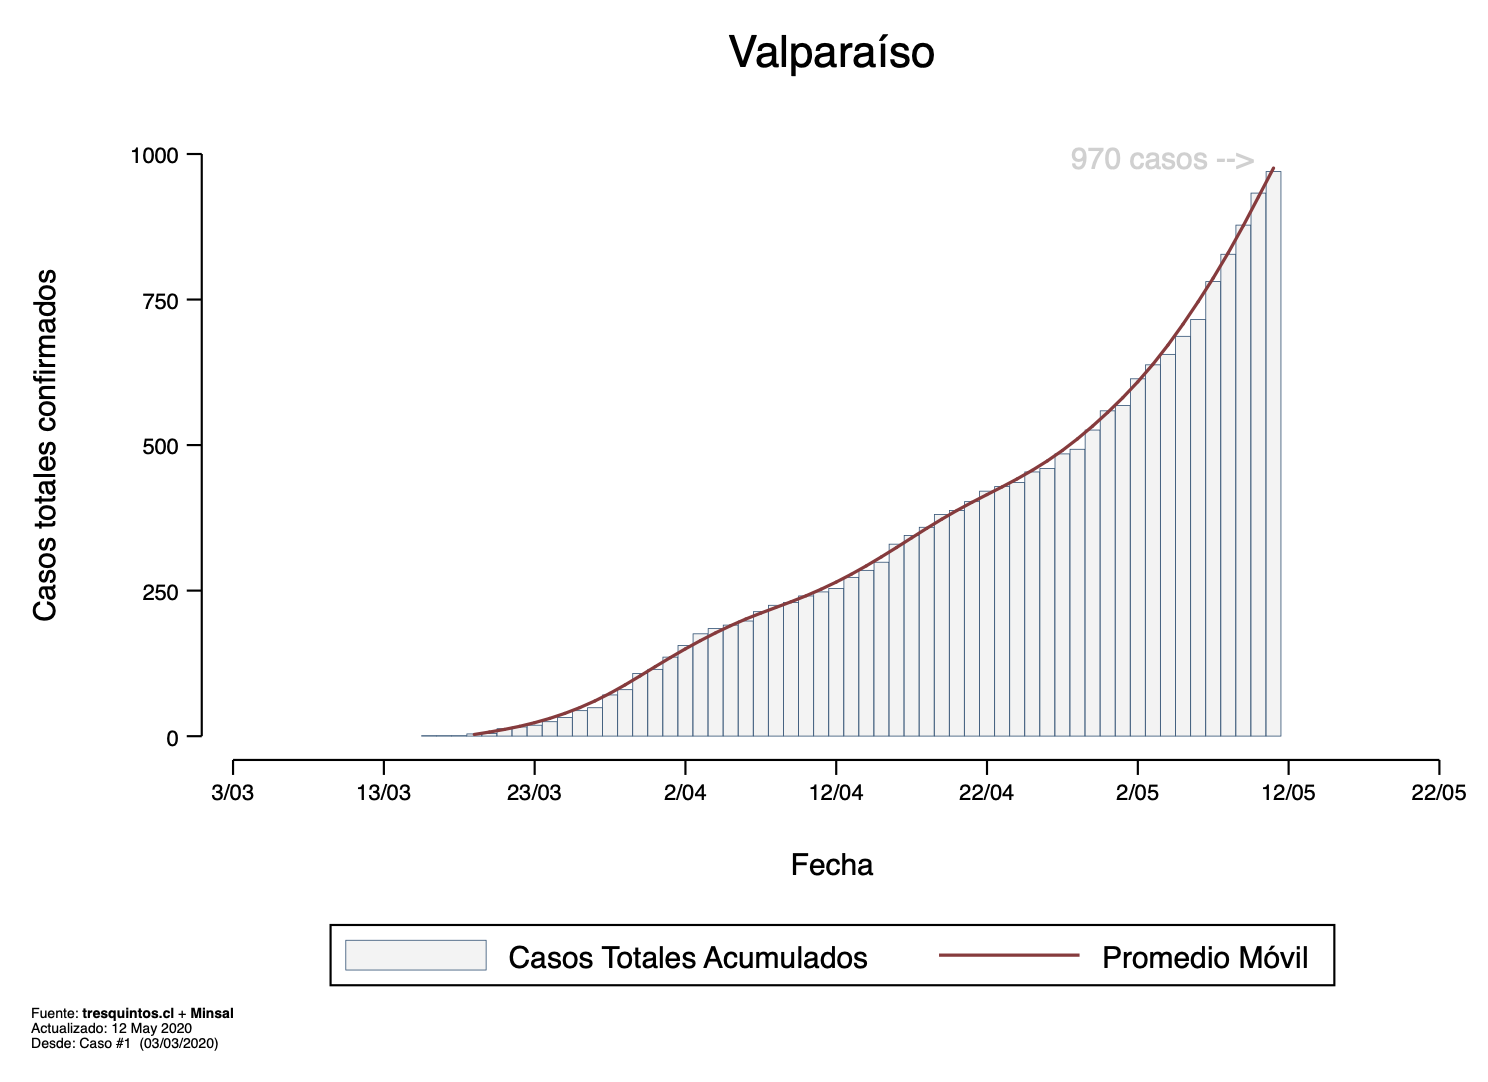 Valparaíso
970 casos -->
Casos totales confirmados
1000
750
500
250
0
3/03 13/03 23/03 2/04 12/04 22/04 2/05 12/05 22/05
Fecha
Casos Totales Acumulados Promedio Móvil
Fuente: tresquintos.cl + Minsal
Actualizado: 12 May 2020
Desde: Caso #1 (03/03/2020)